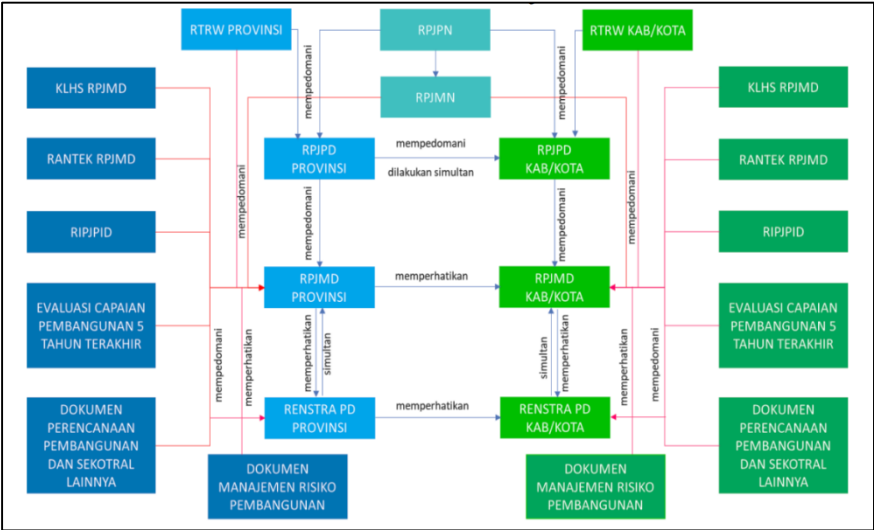 RTRW PROVINSI
RPJPN
RTRW KAB/KOTA
KLHS RPJMD
mempedomani
RPJMN
mempedomani
KLHS RPJMD
RANTEK RPJMD
RPJPD
PROVINSI
mempedomani
dilakukan simultan
RPJPD
KAB/KOTA
RANTEK RPJMD
RIPJPID
mempedomani
mempedomani
mempedomani
mempedomani
RIPJPID
EVALUASI CAPAIAN
PEMBANGUNAN 5
TAHUN TERAKHIR
RPJMD
PROVINSI
memperhatikan
RPJMD
KAB/KOTA
EVALUASI CAPAIAN
PEMBANGUNAN 5
TAHUN TERAKHIR
mempedomani
memperhatikan
memperhatikan
simultan
simultan
memperhatikan
memperhatikan
mempedomani
DOKUMEN
PERENCANAAN
PEMBANGUNAN
DAN SEKOTRAL
LAINNYA
RENSTRA PD
PROVINSI
memperhatikan
RENSTRA PD
KAB/KOTA
DOKUMEN
PERENCANAAN
PEMBANGUNAN
DAN SEKOTRAL
LAINNYA
DOKUMEN
MANAJEMEN RISIKO
PEMBANGUNAN
DOKUMEN
MANAJEMEN RISIKO
PEMBANGUNAN